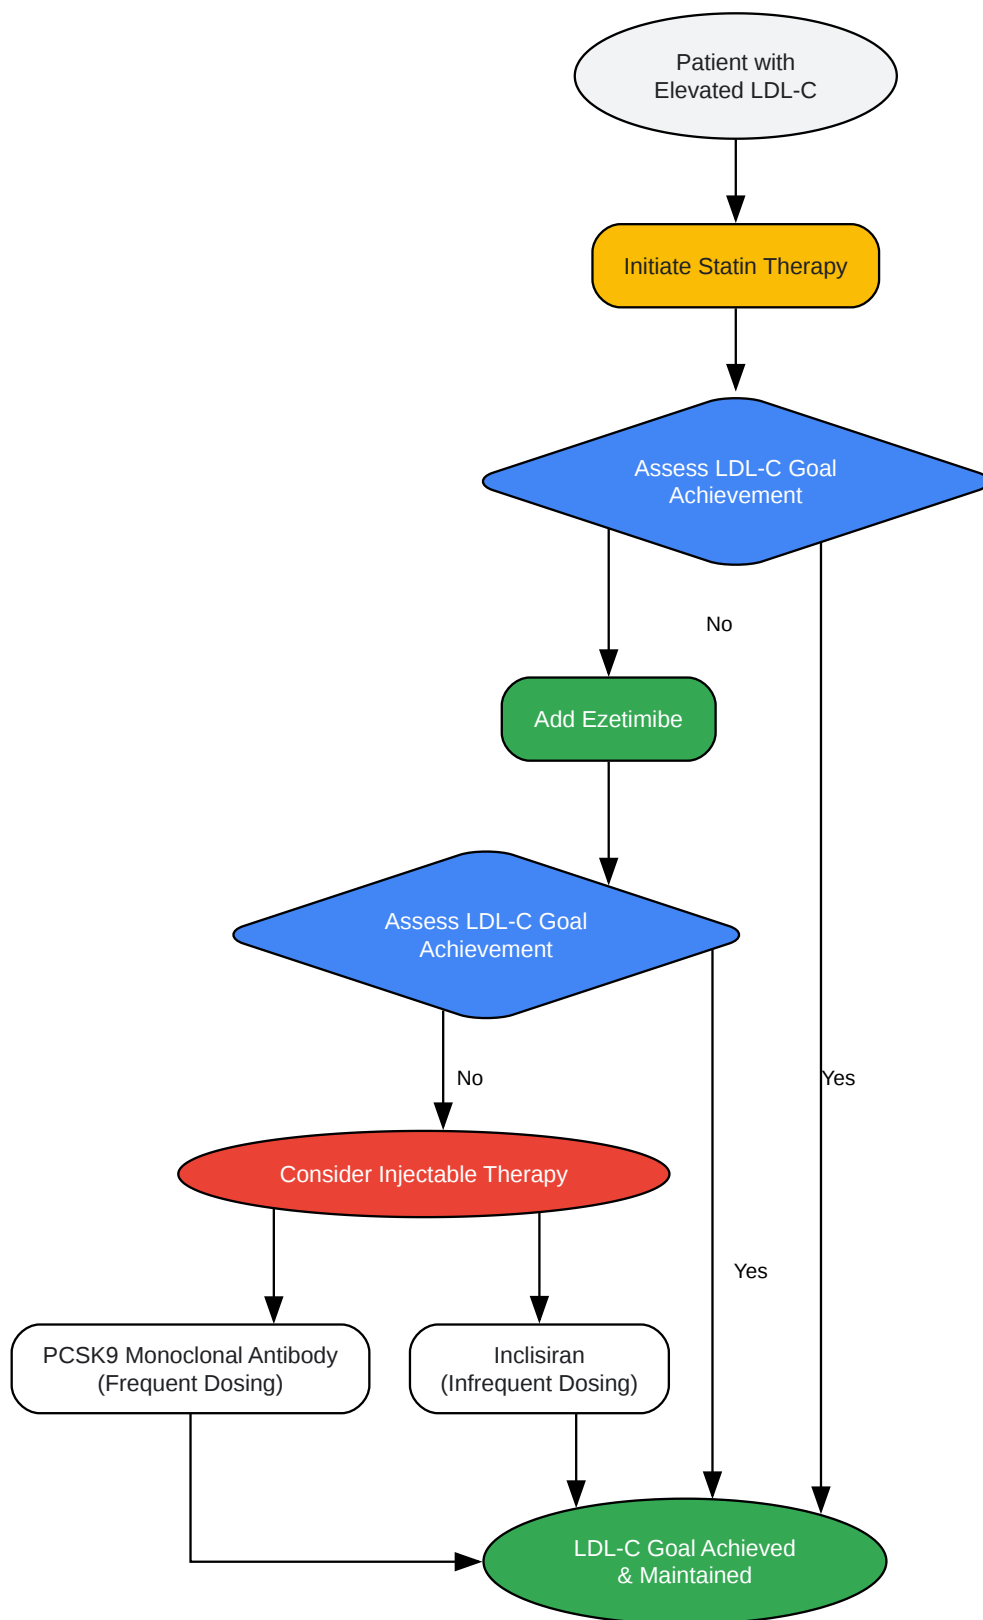 Patient with
Elevated LDL-C
Initiate Statin Therapy
Assess LDL-C Goal
Achievement
No
Add Ezetimibe
Assess LDL-C Goal
Achievement
No
Yes
Consider Injectable Therapy
Yes
PCSK9 Monoclonal Antibody
(Frequent Dosing)
Inclisiran
(Infrequent Dosing)
LDL-C Goal Achieved
& Maintained